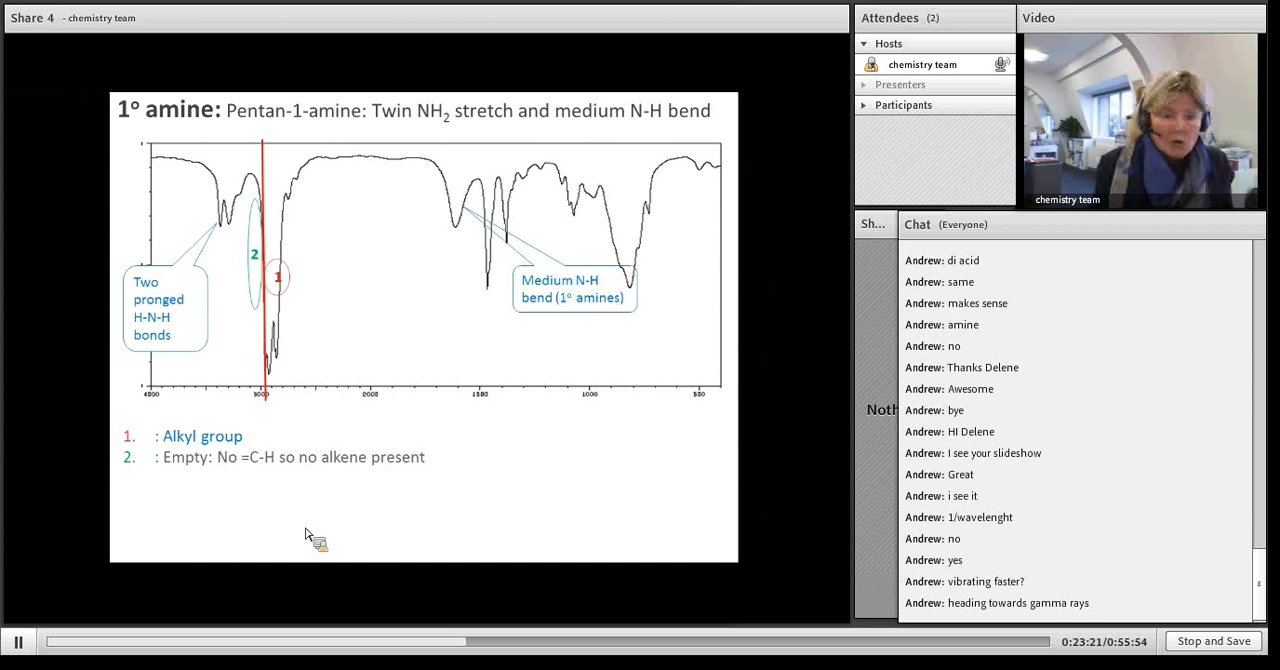 Share 4 - chemistry team
1º amine: Pentan-1-amine: Twin NH2 stretch and medium N-H bend
2
1
Two
pronged
H-N-H
bonds
Medium N-H
bend (1º amines)
4000
3000
2000
1500
1000
500
1. : Alkyl group
2. : Empty: No =C-H so no alkene present
Attendees (2)
Hosts
chemistry team
Presenters
Participants
Video
chemistry team
Sh...
Noth
Chat (Everyone)
Andrew: di acid
Andrew: same
Andrew: makes sense
Andrew: amine
Andrew: no
Andrew: Thanks Delene
Andrew: Awesome
Andrew: bye
Andrew: HI Delene
Andrew: I see your slideshow
Andrew: Great
Andrew: i see it
Andrew: 1/wavelenght
Andrew: no
Andrew: yes
Andrew: vibrating faster?
Andrew: heading towards gamma rays
0:23:21/0:55:54
Stop and Save